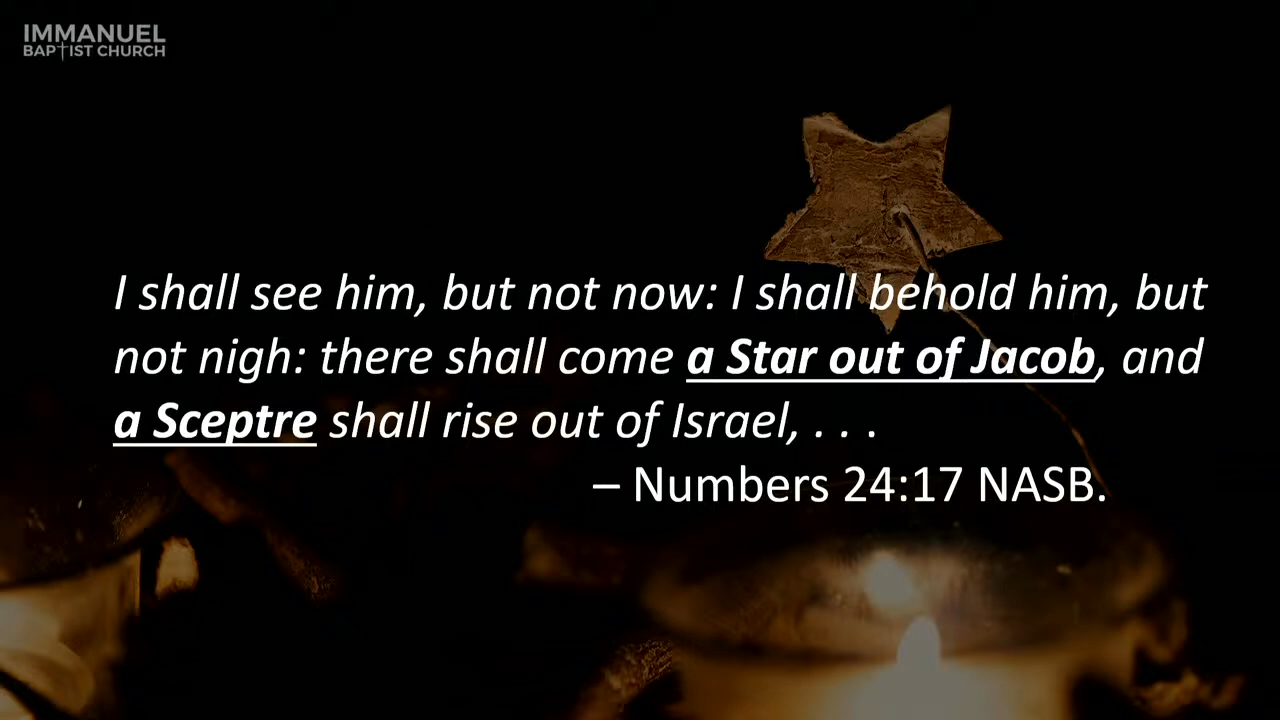 IMMANUEL
BAPTIST CHURCH
I shall see him, but not now: I shall behold him, but
not nigh: there shall come a Star out of Jacob, and
a Sceptre shall rise out of Israel, . . .
– Numbers 24:17 NASB.